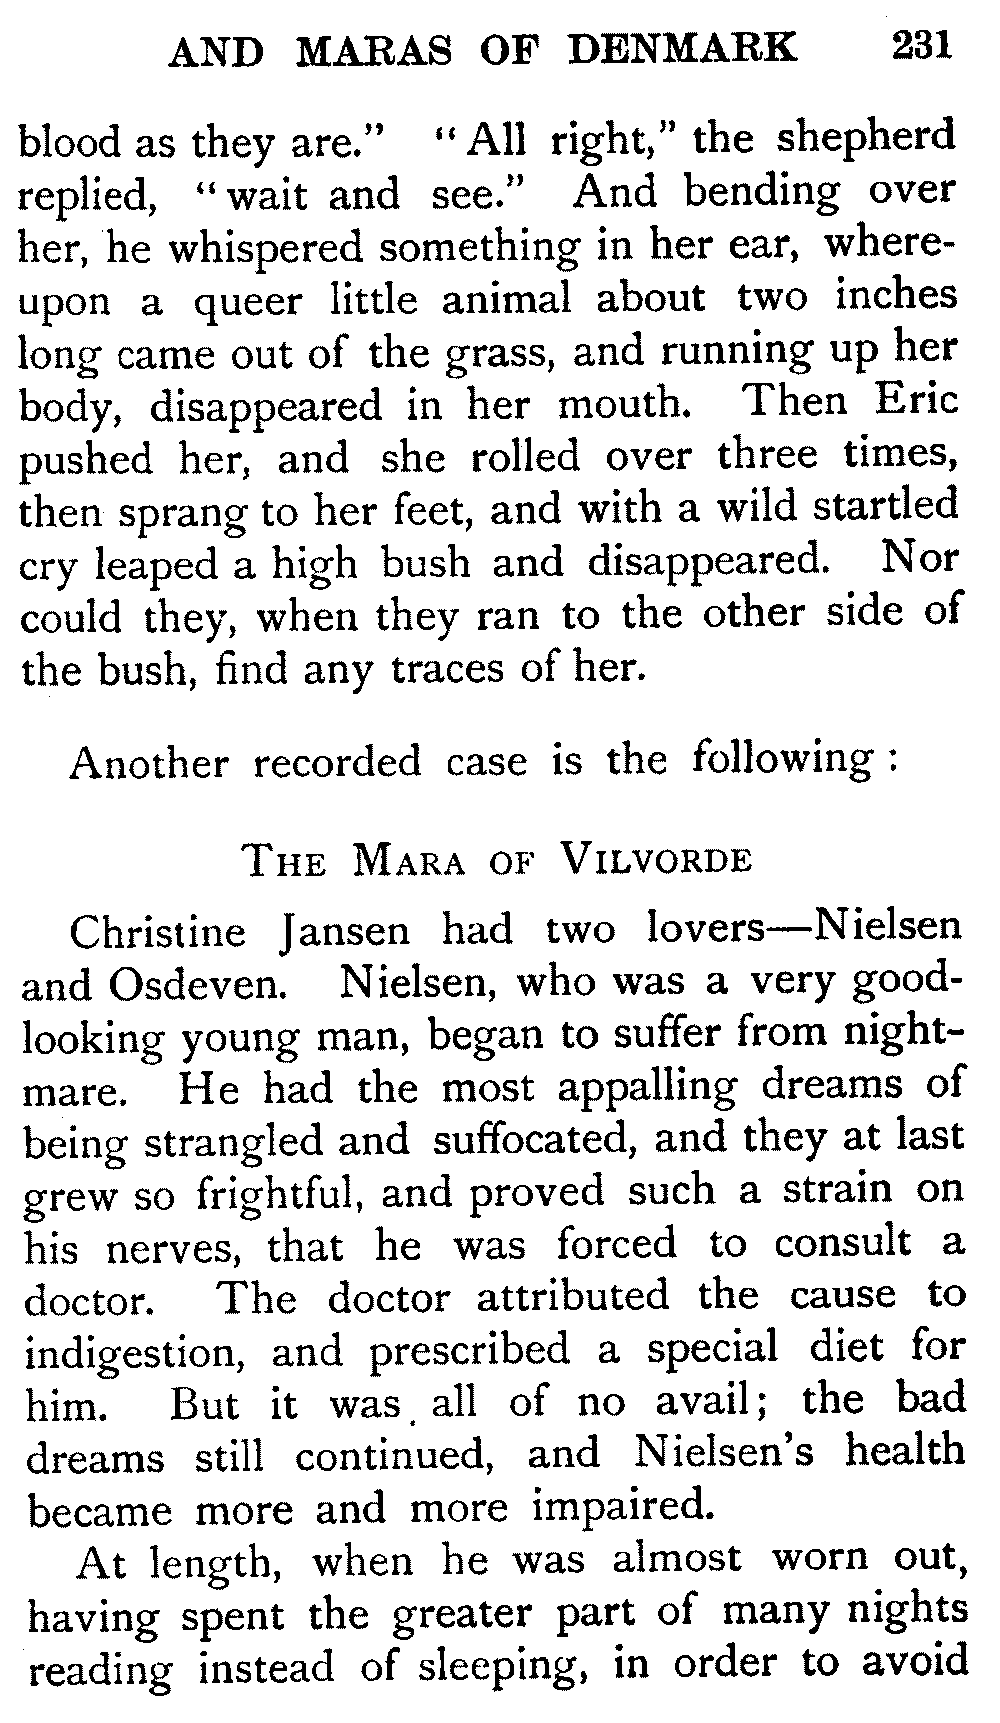 AND MARAS OF DENMARK 231
blood as they are." "All right," the shepherd
replied, "wait and see." And bending over
her, he whispered something in her ear, where-
upon a queer little animal about two inches
long came out of the grass, and running up her
body, disappeared in her mouth. Then Eric
pushed her, and she rolled over three times,
then sprang to her feet, and with a wild startled
cry leaped a high bush and disappeared. Nor
could they, when they ran to the other side of
the bush, find any traces of her.
Another recorded case is the following :
THE MARA OF VILVORDE
Christine Jansen had two lovers—Nielsen
and Osdeven. Nielsen, who was a very good-
looking young man, began to suffer from night-
mare. He had the most appalling dreams of
being strangled and suffocated, and they at last
grew so frightful, and proved such a strain on
his nerves, that he was forced to consult a
doctor. The doctor attributed the cause to
indigestion, and prescribed a special diet for
him. But it was all of no avail; the bad
dreams still continued, and Nielsen's health
became more and more impaired.
At length, when he was almost worn out,
having spent the greater part of many nights
reading instead of sleeping, in order to avoid